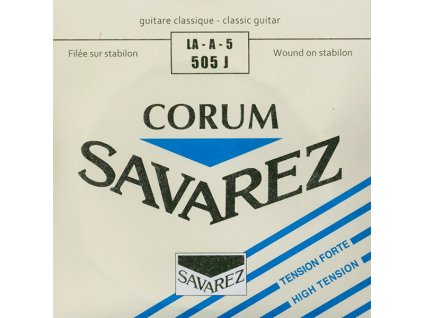 guitare classique - classic guitar
Filée sur stabilon
LA - A - 5
505 J
Wound on stabilon
CORUM
SAVAREZ
SAVAREZ
TENSION FORTE
HIGH TENSION